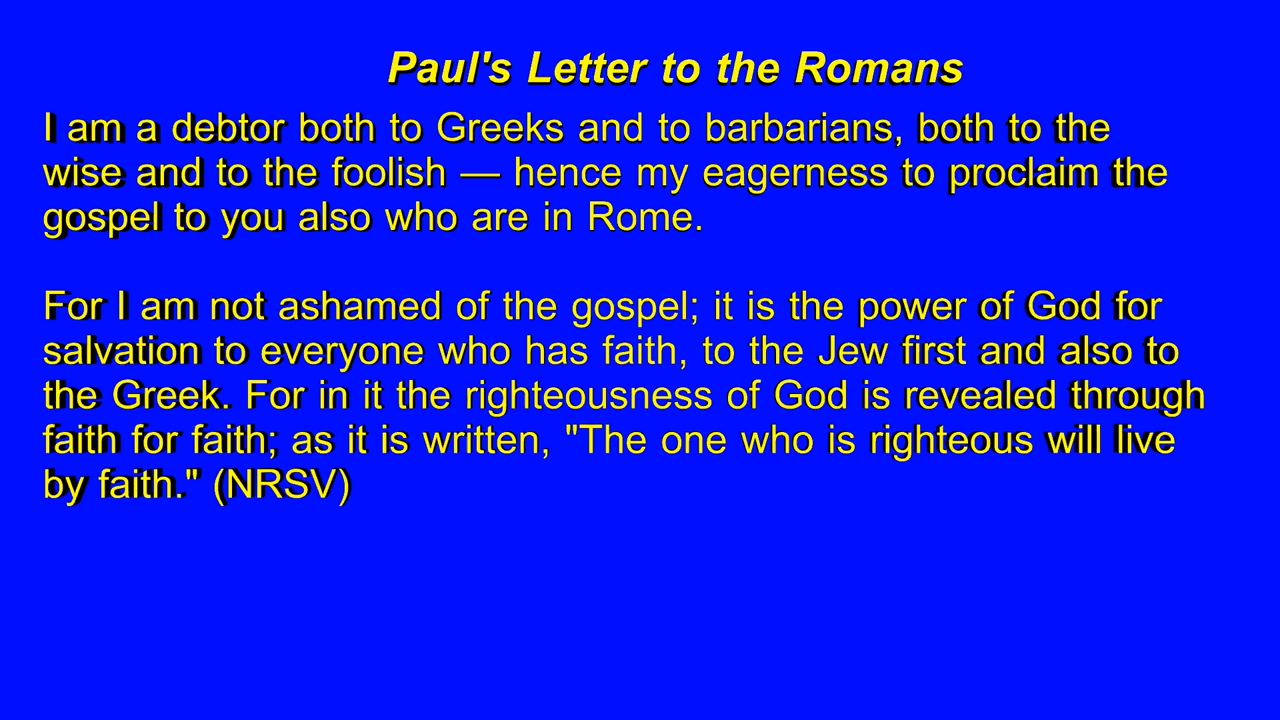 Paul's Letter to the Romans
I am a debtor both to Greeks and to barbarians, both to the
wise and to the foolish — hence my eagerness to proclaim the
gospel to you also who are in Rome.
For I am not ashamed of the gospel; it is the power of God for
salvation to everyone who has faith, to the Jew first and also to
the Greek. For in it the righteousness of God is revealed through
faith for faith; as it is written, "The one who is righteous will live
by faith." (NRSV)